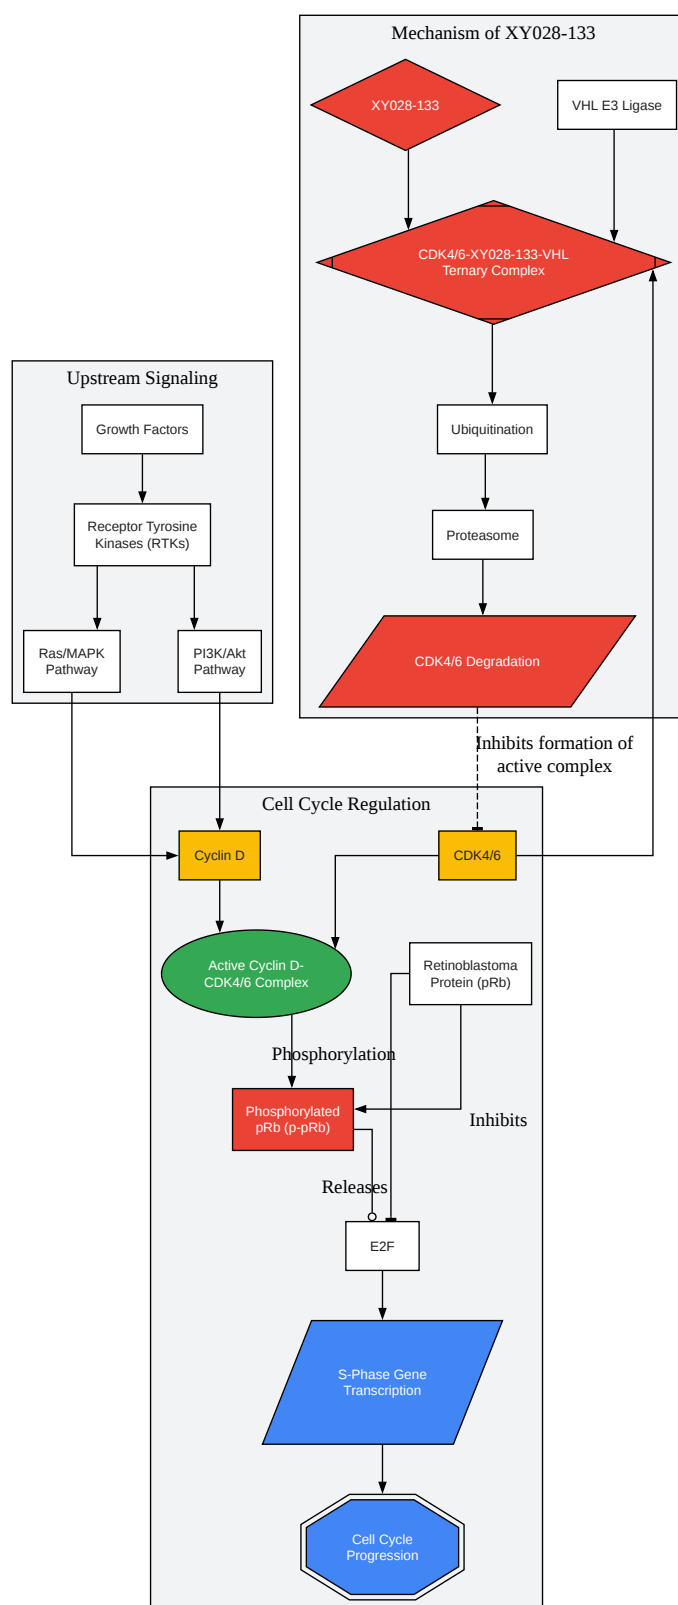 Mechanism of XY028-133
XY028-133
VHL E3 Ligase
CDK4/6-XY028-133-VHL
Ternary Complex
Upstream Signaling
Growth Factors
Ubiquitination
Receptor Tyrosine
Kinases (RTKs)
Proteasome
Ras/MAPK
Pathway
PI3K/Akt
Pathway
CDK4/6 Degradation
Inhibits formation of
active complex
Cell Cycle Regulation
Cyclin D
CDK4/6
Active Cyclin D-
CDK4/6 Complex
Retinoblastoma
Protein (pRb)
Phosphorylation
Phosphorylated
pRb (p-pRb)
Inhibits
Releases
E2F
S-Phase Gene
Transcription
Cell Cycle
Progression